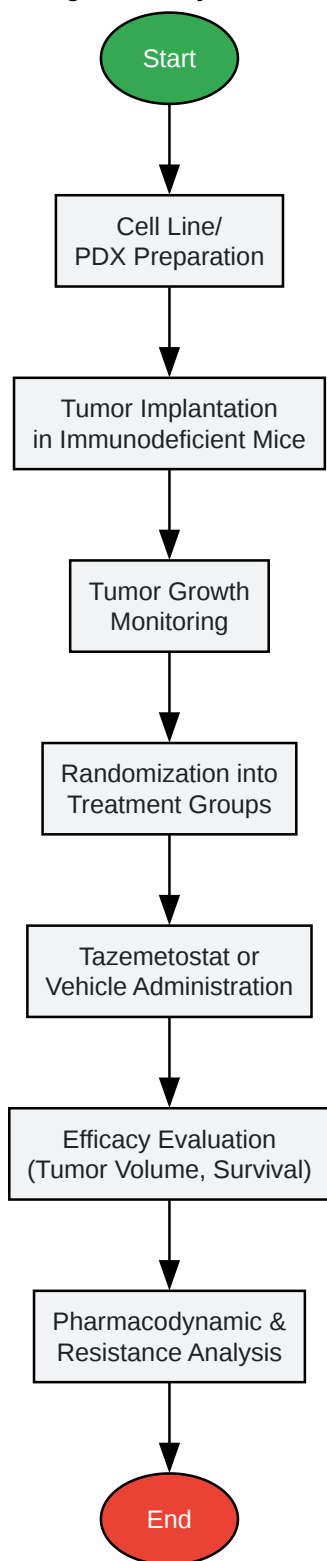 Start
Cell Line/
PDX Preparation
Tumor Implantation
in Immunodeficient Mice
Tumor Growth
Monitoring
Randomization into
Treatment Groups
Tazemetostat or
Vehicle Administration
Efficacy Evaluation
(Tumor Volume, Survival)
Pharmacodynamic &
Resistance Analysis
End